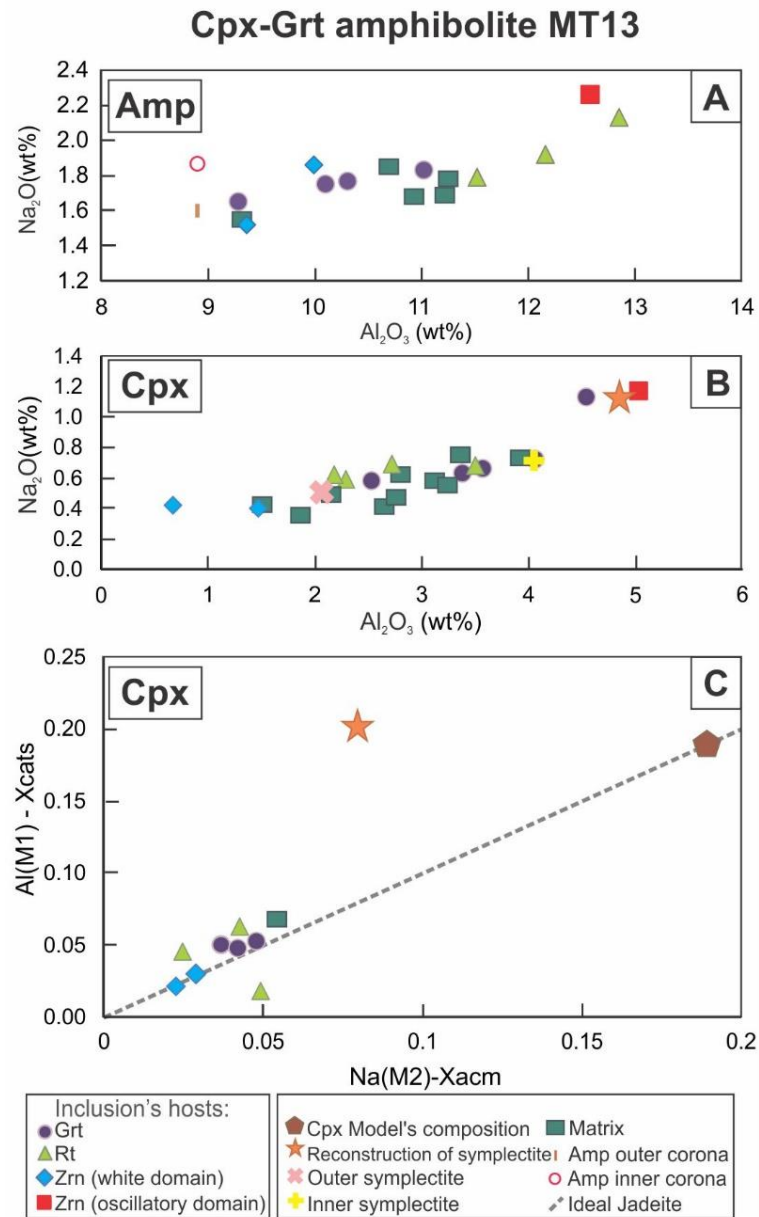 Cpx-Grt amphibolite MT13
Amp
A
2.4
2.2
2.0
1.8
1.6
1.4
1.2
Na₂O(wt%)
8 9 10 11 12 13 14
Al₂O₃ (wt%)
Cpx
B
1.4
1.2
1.0
0.8
0.6
0.4
0.2
0.0
Na₂O(wt%)
0 1 2 3 4 5 6
Al₂O₃ (wt%)
Cpx
C
0.25
0.20
0.15
0.10
0.05
0.00
Al(M1) - Xcats
0 0.05 0.1 0.15 0.2
Na(M2)-Xacm
Inclusion's hosts:
Grt
Rt
Zrn (white domain)
Zrn (oscillatory domain)
Cpx Model's composition
Reconstruction of symplectite
Outer symplectite
Inner symplectite
Matrix
Amp outer corona
Amp inner corona
Ideal Jadeite